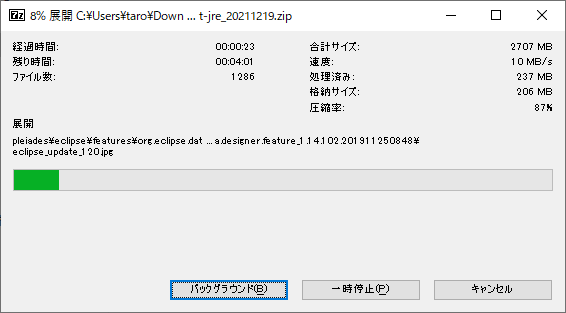 7z 8% 展開 C:¥Users¥taro¥Down ... t-jre_20211219.zip
経過時間: 00:00:23 合計サイズ: 2707 MB
残り時間: 00:04:01 速度: 10 MB/s
ファイル数: 1286 処理済み: 237 MB
格納サイズ: 206 MB
圧縮率: 87%
展開
pleiades¥eclipse¥features¥org.eclipse.dat ... a.designer.feature_1.14.102.201911250848¥
eclipse_update_120.jpg
バックグラウンド(B) 一時停止(P) キャンセル